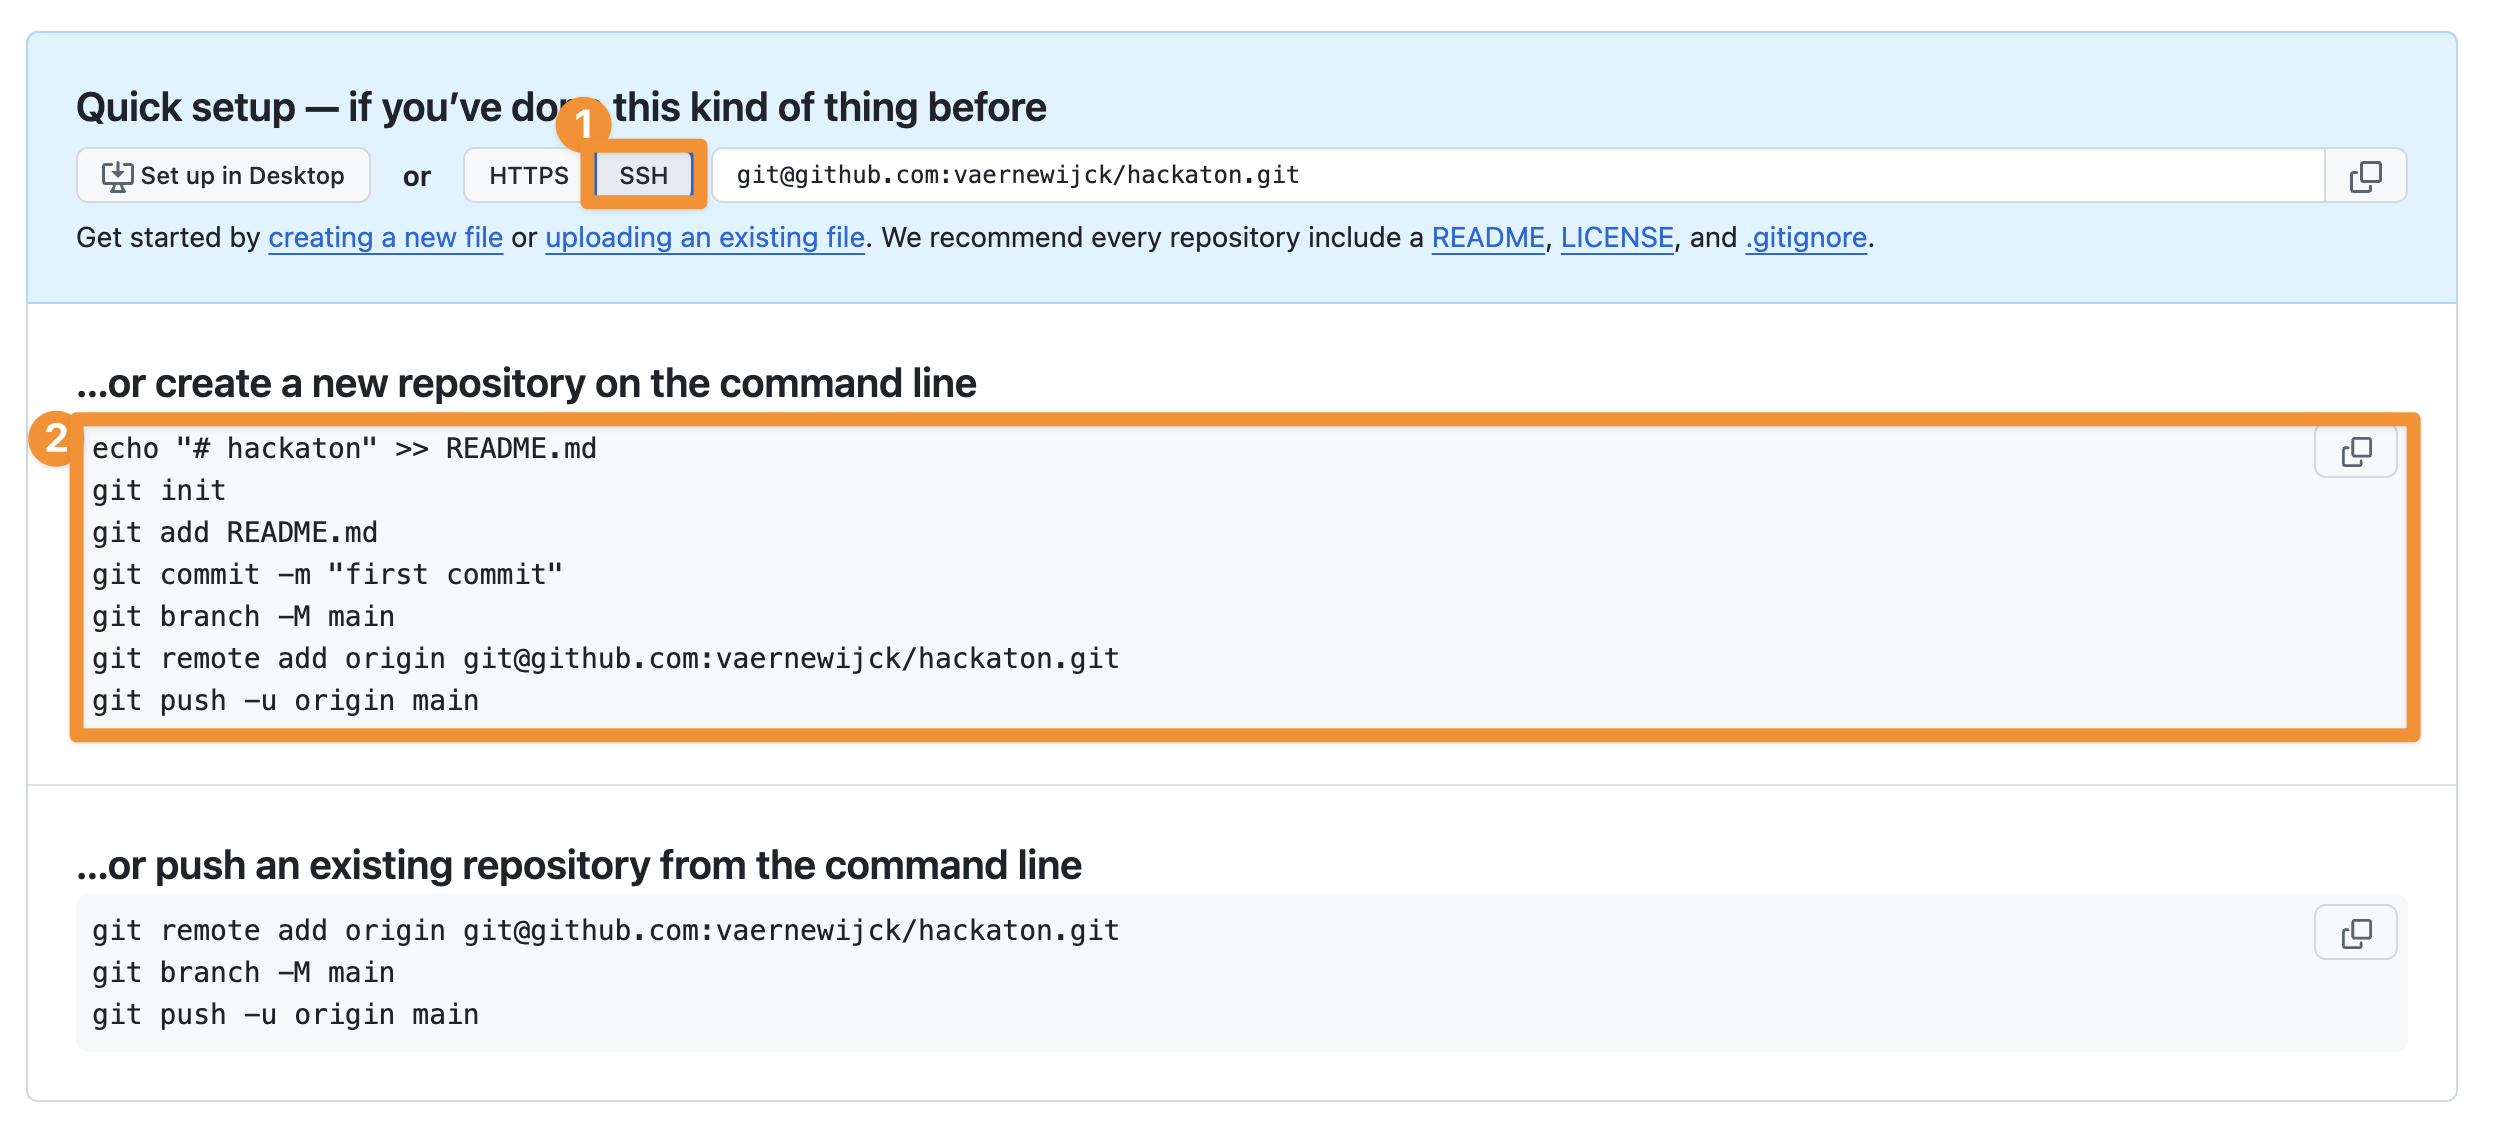 Quick setup — if you've done this kind of thing before
1
Set up in Desktop or HTTPS SSH git@github.com:vaernewijck/hackaton.git
Get started by creating a new file or uploading an existing file. We recommend every repository include a README, LICENSE, and .gitignore.
…or create a new repository on the command line
2
echo "# hackaton" >> README.md
git init
git add README.md
git commit -m "first commit"
git branch -M main
git remote add origin git@github.com:vaernewijck/hackaton.git
git push -u origin main
…or push an existing repository from the command line
git remote add origin git@github.com:vaernewijck/hackaton.git
git branch -M main
git push -u origin main